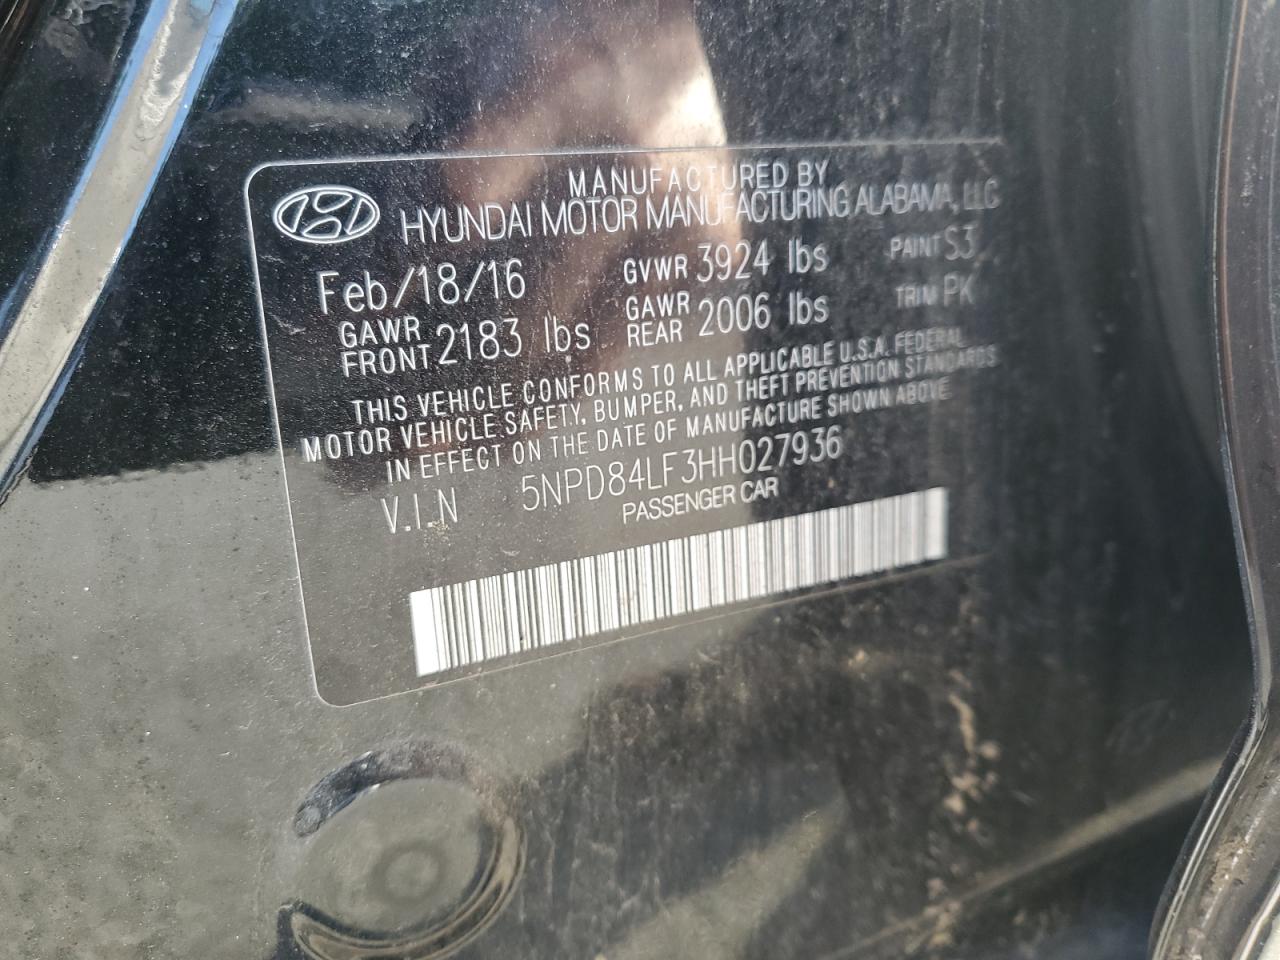 MANUFACTURED BY
HYUNDAI MOTOR MANUFACTURING ALABAMA, LLC
Feb/18/16 GVWR 3924 lbs PAINT S3
GAWR FRONT 2183 lbs GAWR REAR 2006 lbs TRIM PK
THIS VEHICLE CONFORMS TO ALL APPLICABLE U.S.A. FEDERAL
MOTOR VEHICLE SAFETY, BUMPER, AND THEFT PREVENTION STANDARDS
IN EFFECT ON THE DATE OF MANUFACTURE SHOWN ABOVE
V.I.N 5NPD84LF3HH027936
PASSENGER CAR